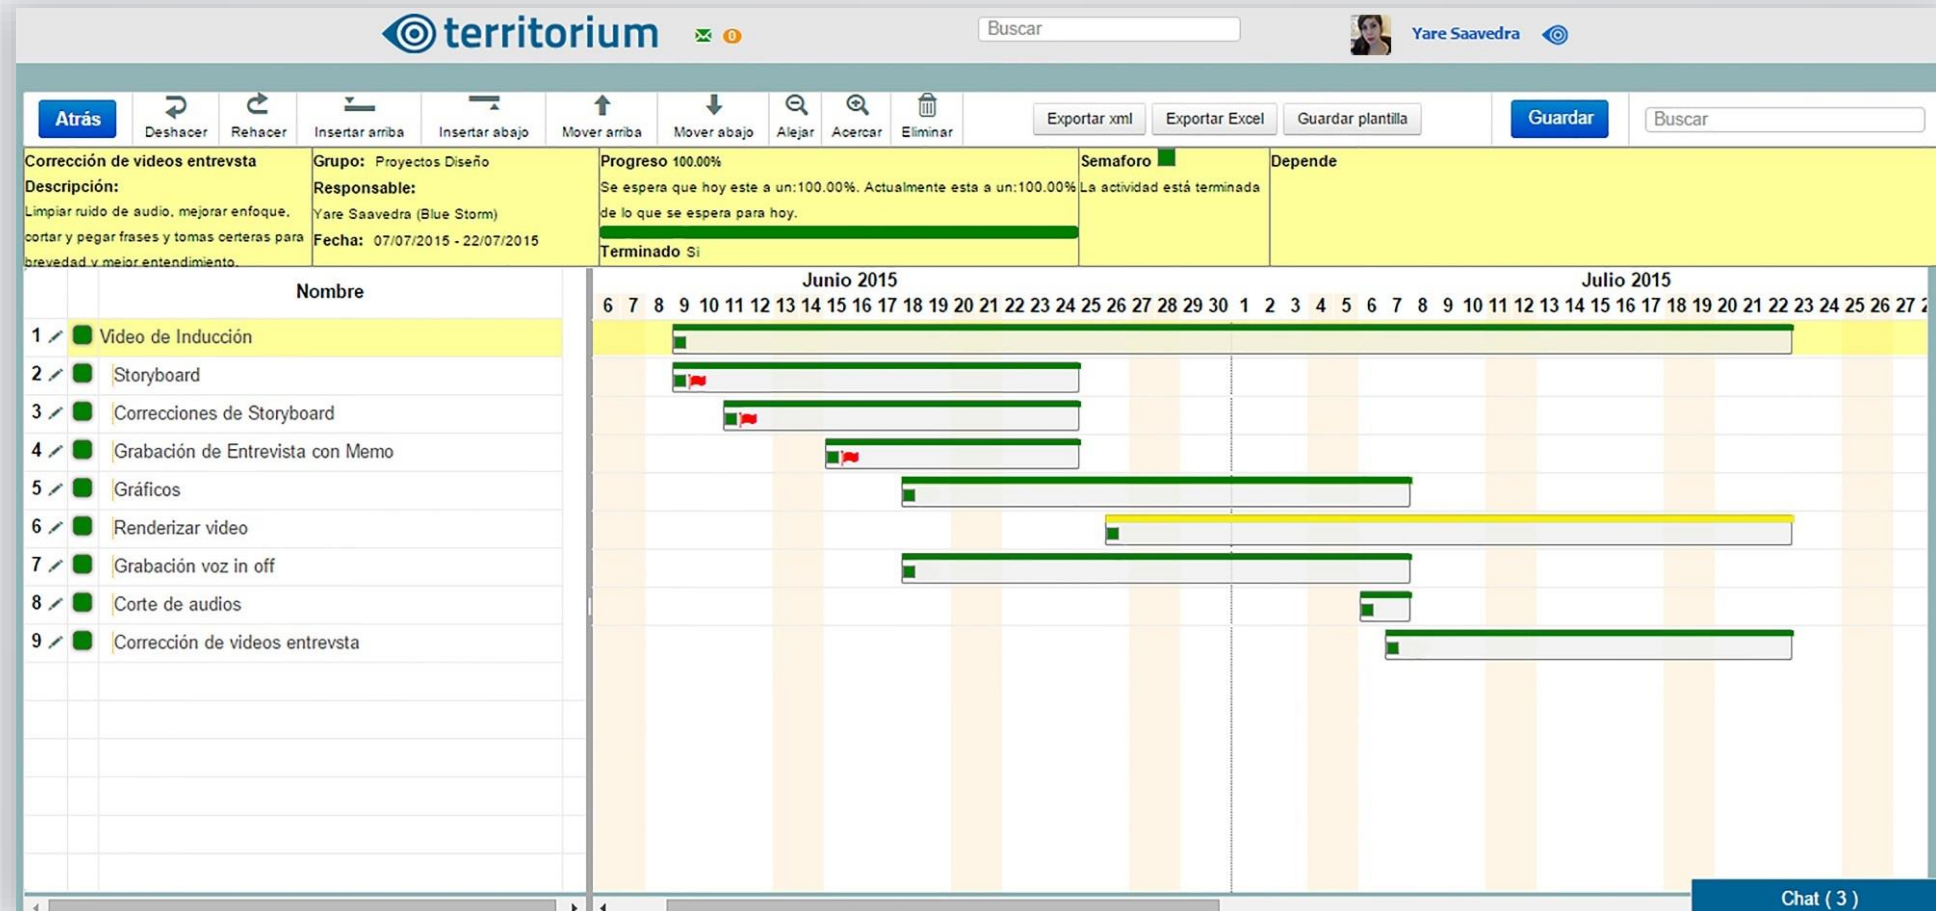 territorium
0
Buscar
Yare Saavedra
Atrás
Deshacer
Rehacer
Insertar arriba
Insertar abajo
Mover arriba
Mover abajo
Alejar
Acercar
Eliminar
Exportar xml
Exportar Excel
Guardar plantilla
Guardar
Buscar
Corrección de videos entrevsta
Descripción:
Limpiar ruido de audio, mejorar enfoque,
cortar y pegar frases y tomas certeras para
brevedad y mejor entendimiento.
Grupo: Proyectos Diseño
Responsable:
Yare Saavedra (Blue Storm)
Fecha: 07/07/2015 - 22/07/2015
Progreso 100.00%
Se espera que hoy este a un:100.00%. Actualmente esta a un:100.00%
de lo que se espera para hoy.
Terminado Si
Semaforo
La actividad está terminada
Depende
Nombre
Junio 2015
Julio 2015
6 7 8 9 10 11 12 13 14 15 16 17 18 19 20 21 22 23 24 25 26 27 28 29 30 1 2 3 4 5 6 7 8 9 10 11 12 13 14 15 16 17 18 19 20 21 22 23 24 25 26 27
1 Video de Inducción
2 Storyboard
3 Correcciones de Storyboard
4 Grabación de Entrevista con Memo
5 Gráficos
6 Renderizar video
7 Grabación voz in off
8 Corte de audios
9 Corrección de videos entrevsta
Chat ( 3 )